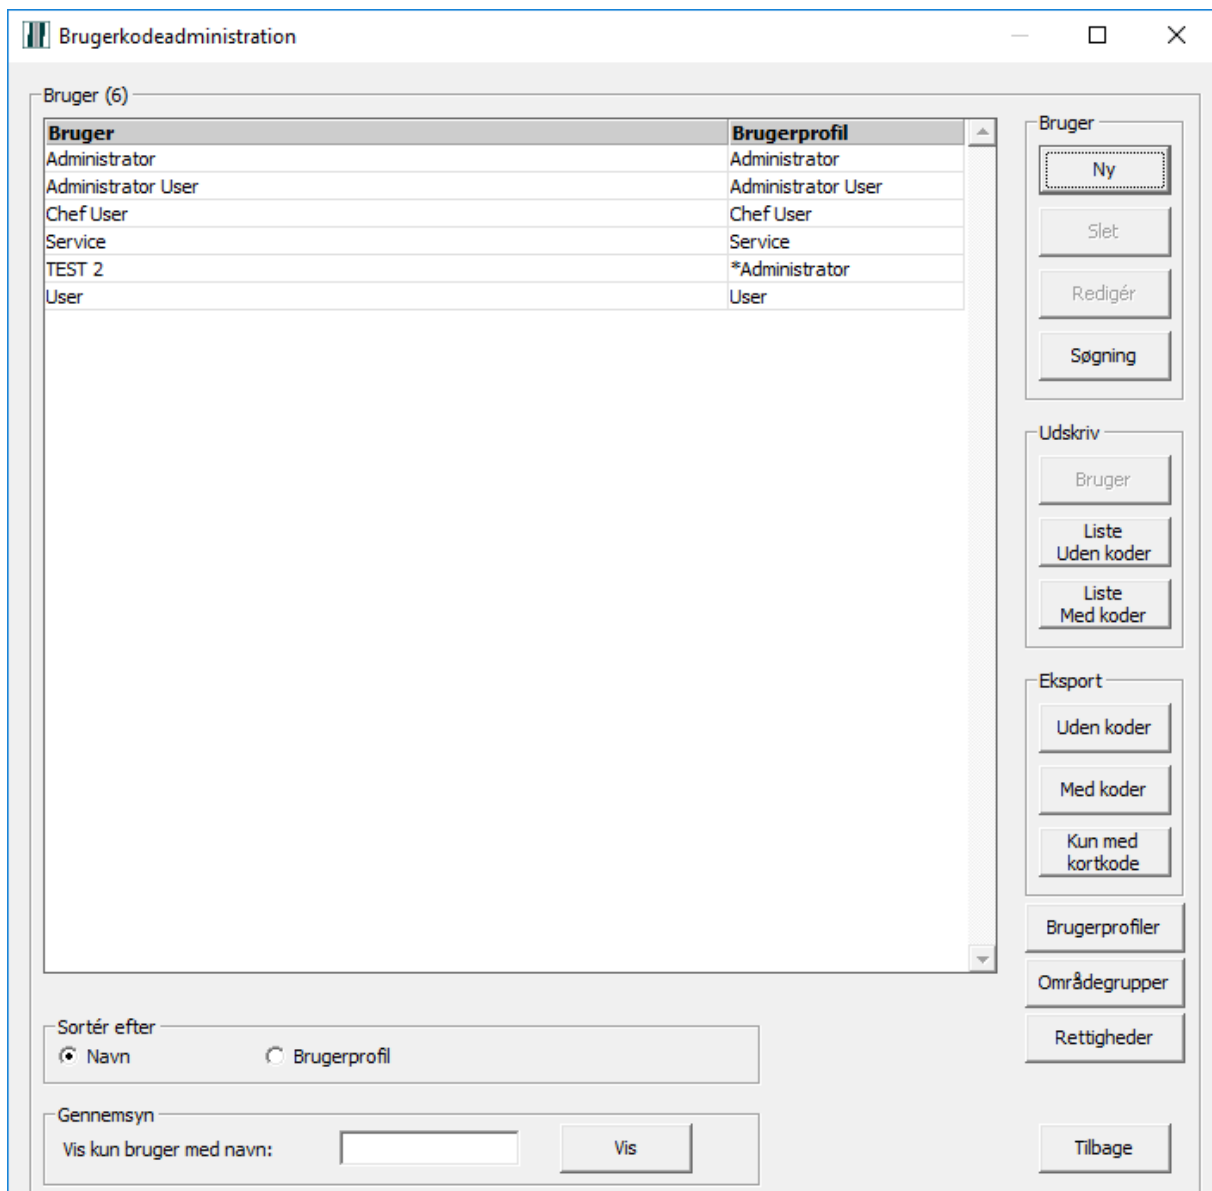 Brugerkodeadministration
Bruger (6)
Bruger Brugerprofil
Administrator Administrator
Administrator User Administrator User
Chef User Chef User
Service Service
TEST 2 *Administrator
User User
Bruger
Ny
Slet
Redigér
Søgning
Udskriv
Bruger
Liste
Uden koder
Liste
Med koder
Eksport
Uden koder
Med koder
Kun med
kortkode
Brugerprofiler
Områdegrupper
Rettigheder
Sortér efter
Navn Brugerprofil
Gennemsyn
Vis kun bruger med navn: Vis
Tilbage